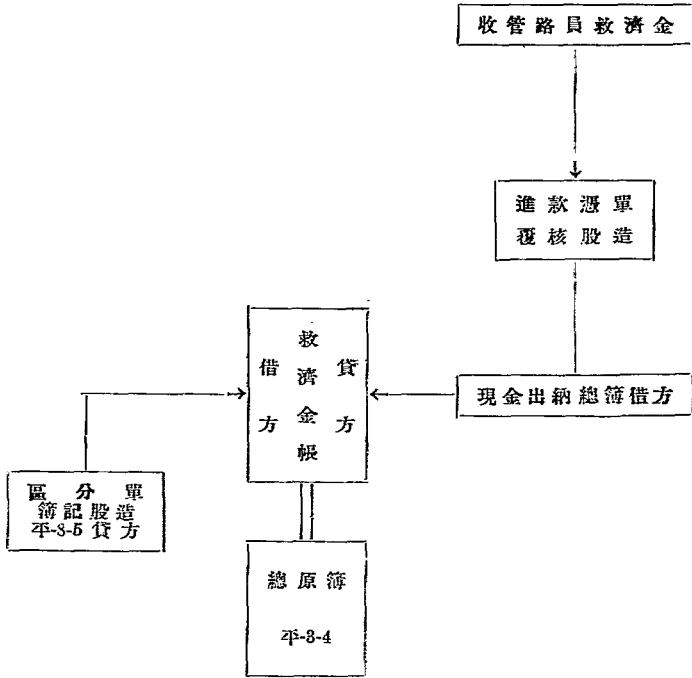 收管路員救濟金
進款憑單
覆核股造
現金出納總簿借方
借方
救濟金帳
貸方
區分單
簿記股造
平-3-5貸方
總原簿
平-3-4